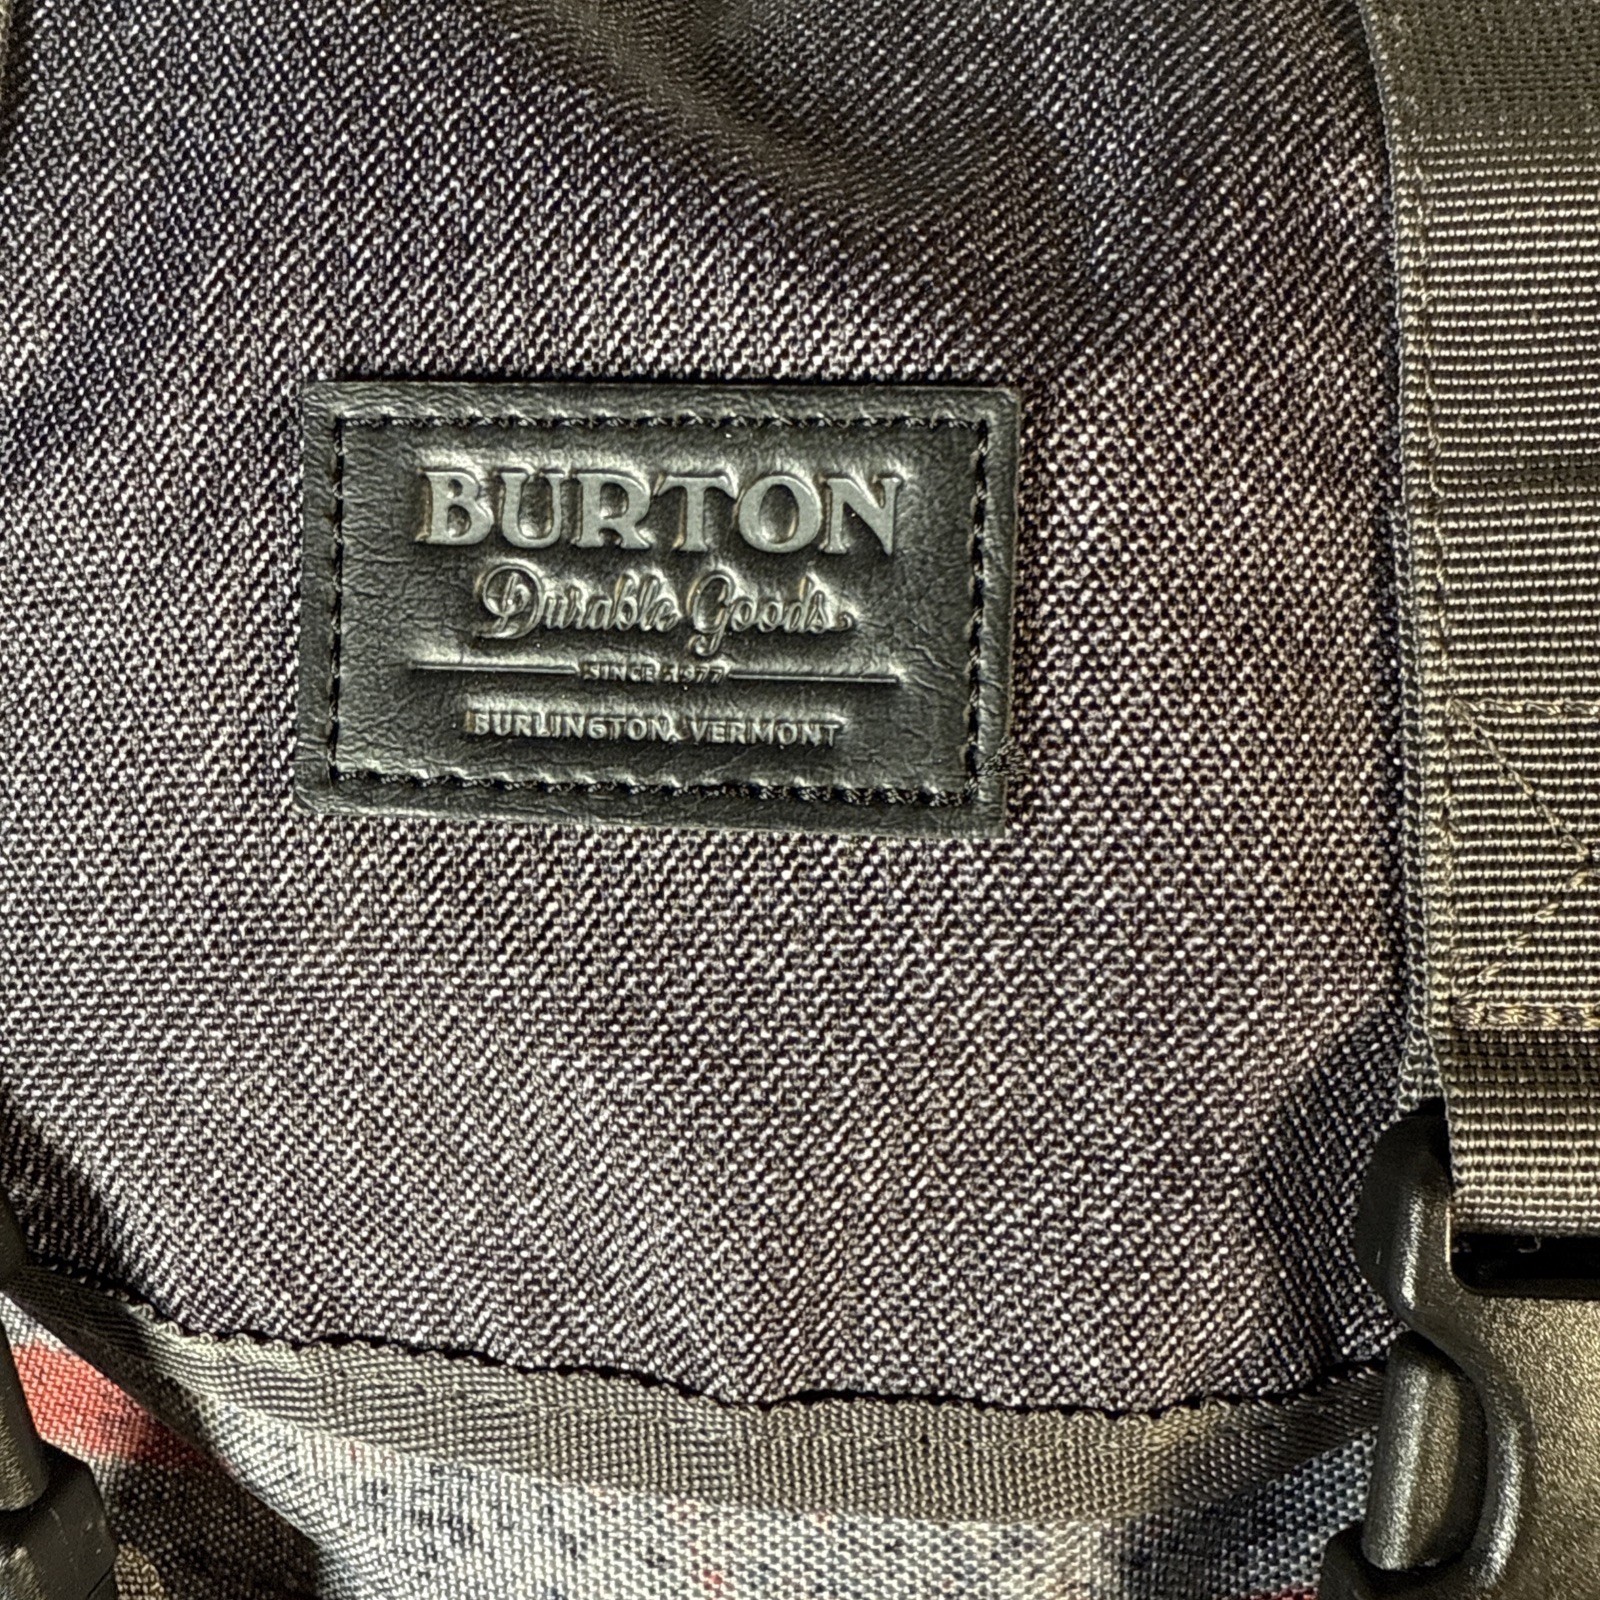 BURTON
Durable Goods
SINCE 1977
BURLINGTON, VERMONT